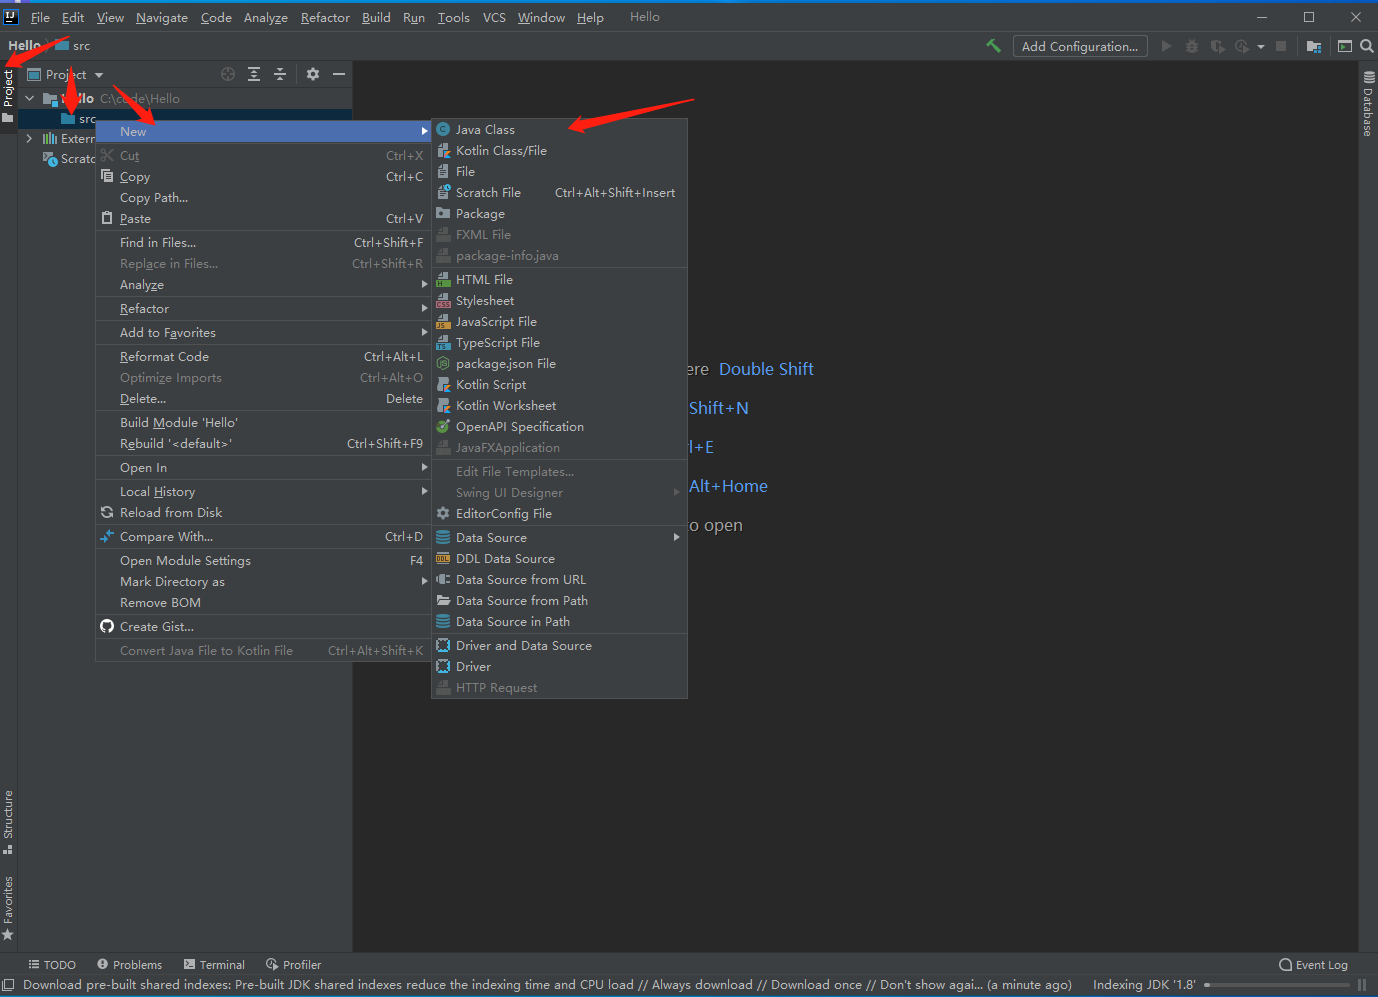 File Edit View Navigate Code Analyze Refactor Build Run Tools VCS Window Help Hello
Hello src
Add Configuration...
Project
Project
Hello C:\code\Hello
src
Extern
Scratc
New
Cut Ctrl+X
Copy Ctrl+C
Copy Path...
Paste Ctrl+V
Find in Files... Ctrl+Shift+F
Replace in Files... Ctrl+Shift+R
Analyze
Refactor
Add to Favorites
Reformat Code Ctrl+Alt+L
Optimize Imports Ctrl+Alt+O
Delete... Delete
Build Module 'Hello'
Rebuild '<default>' Ctrl+Shift+F9
Open In
Local History
Reload from Disk
Compare With... Ctrl+D
Open Module Settings F4
Mark Directory as
Remove BOM
Create Gist...
Convert Java File to Kotlin File Ctrl+Alt+Shift+K
Java Class
Kotlin Class/File
File
Scratch File Ctrl+Alt+Shift+Insert
Package
FXML File
package-info.java
HTML File
Stylesheet
JavaScript File
TypeScript File
package.json File
Kotlin Script
Kotlin Worksheet
OpenAPI Specification
JavaFXApplication
Edit File Templates...
Swing UI Designer
EditorConfig File
Data Source
DDL Data Source
Data Source from URL
Data Source from Path
Data Source in Path
Driver and Data Source
Driver
HTTP Request
ere Double Shift
Shift+N
l+E
Alt+Home
o open
Database
Structure
Favorites
TODO Problems Terminal Profiler Event Log
Download pre-built shared indexes: Pre-built JDK shared indexes reduce the indexing time and CPU load // Always download // Download once // Don't show agai... (a minute ago) Indexing JDK '1.8'